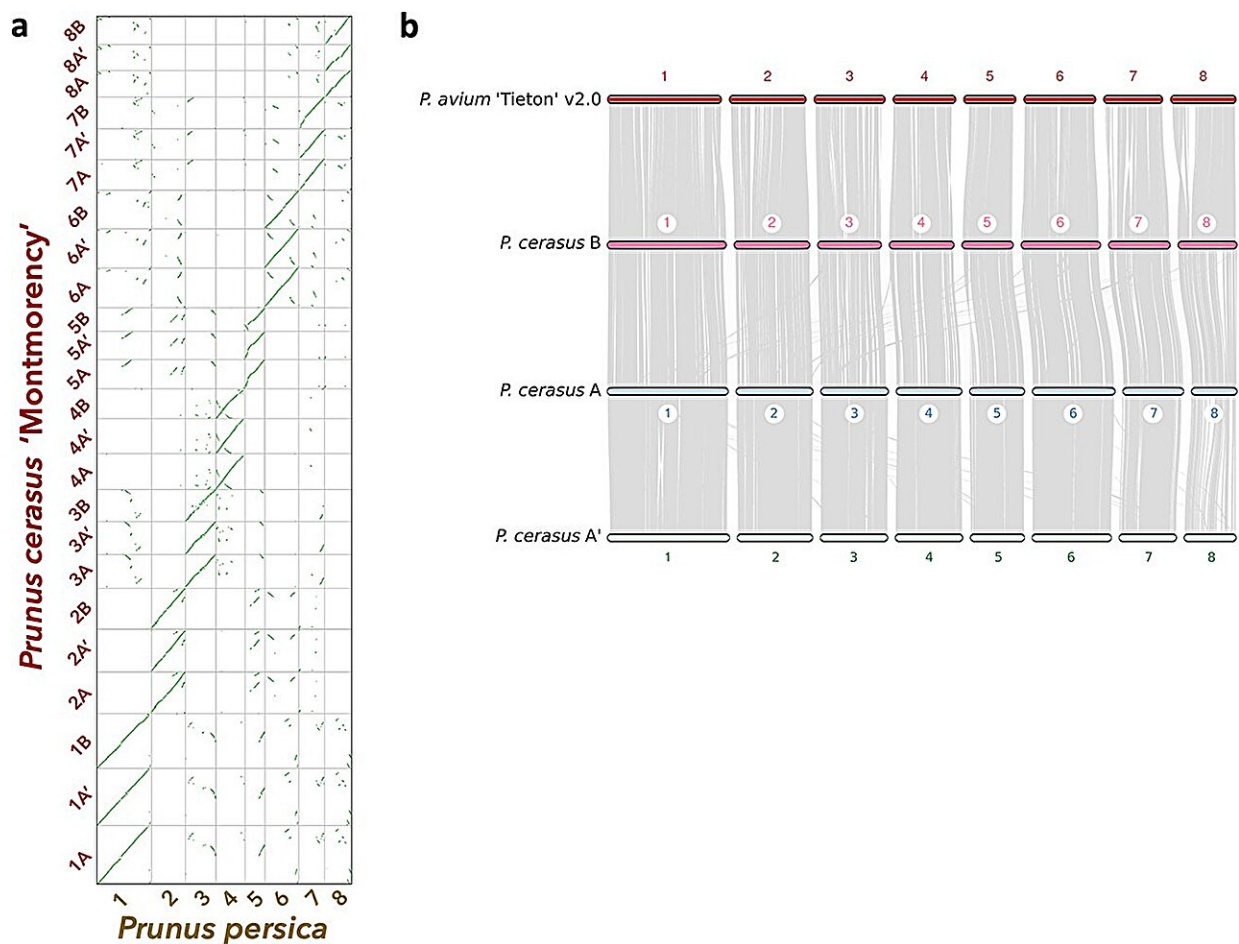 a
8B
8A'
8A
7B
7A'
7A
6B
6A'
6A
5B
5A'
5A
4B
4A'
4A
3B
3A'
3A
2B
2A'
2A
1B
1A'
1A
Prunus cerasus 'Montmorency'
1 2 3 4 5 6 7 8
Prunus persica
b
1 2 3 4 5 6 7 8
P. avium 'Tieton' v2.0
1 2 3 4 5 6 7 8
P. cerasus B
P. cerasus A
1 2 3 4 5 6 7 8
P. cerasus A'
1 2 3 4 5 6 7 8